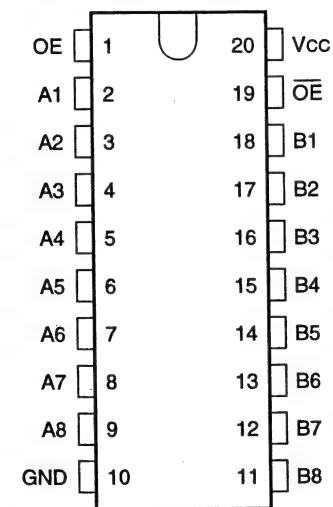 OE 1 20 Vcc
A1 2 19 O̅E̅
A2 3 18 B1
A3 4 17 B2
A4 5 16 B3
A5 6 15 B4
A6 7 14 B5
A7 8 13 B6
A8 9 12 B7
GND 10 11 B8